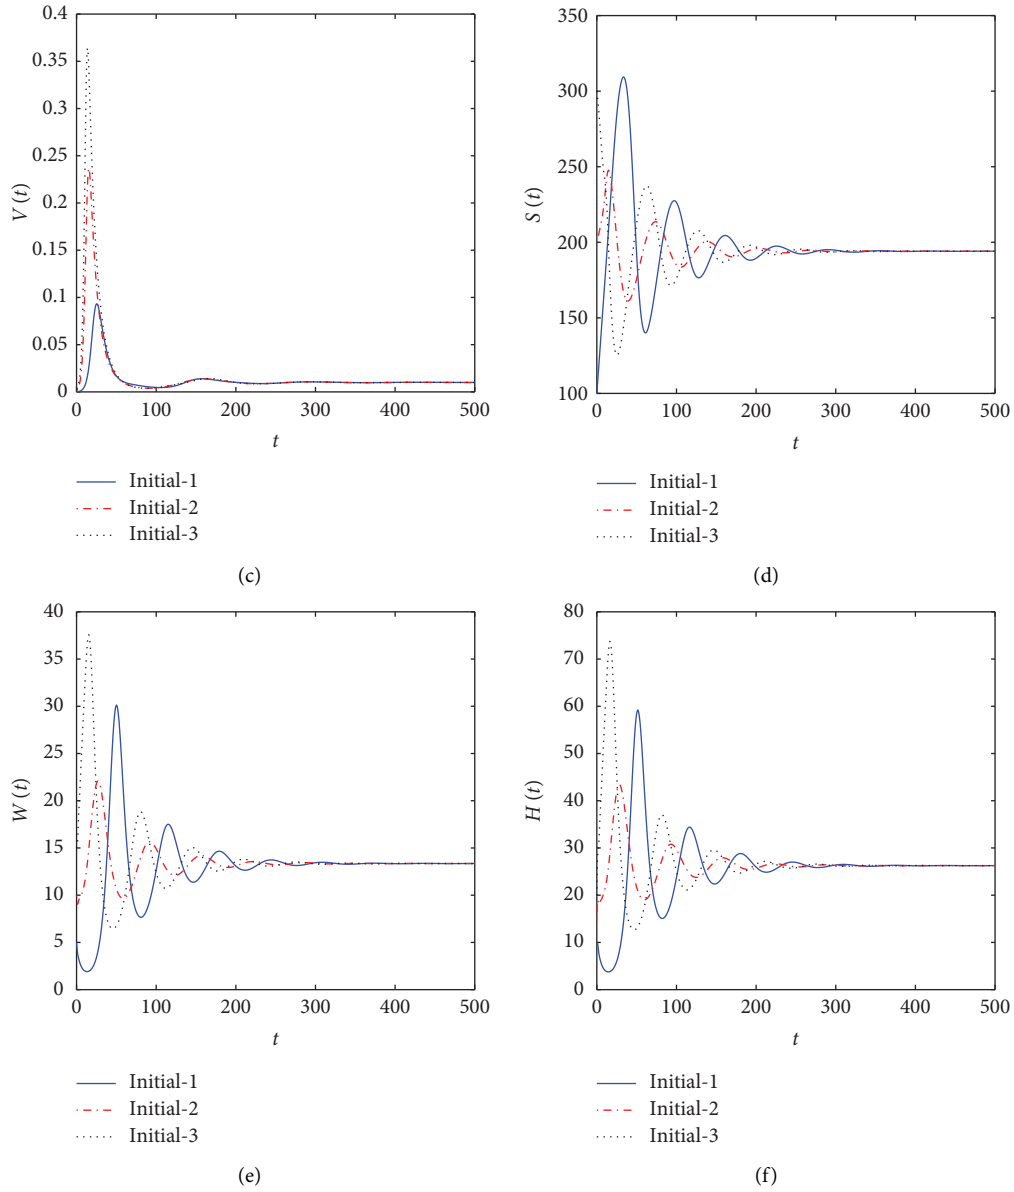 0.4
0.35
0.3
0.25
0.2
0.15
0.1
0.05
0
V (t)
0 100 200 300 400 500
t
Initial-1
Initial-2
Initial-3
(c)
350
300
250
200
150
100
S (t)
0 100 200 300 400 500
t
Initial-1
Initial-2
Initial-3
(d)
40
35
30
25
20
15
10
5
0
W (t)
0 100 200 300 400 500
t
Initial-1
Initial-2
Initial-3
(e)
80
70
60
50
40
30
20
10
0
H (t)
0 100 200 300 400 500
t
Initial-1
Initial-2
Initial-3
(f)